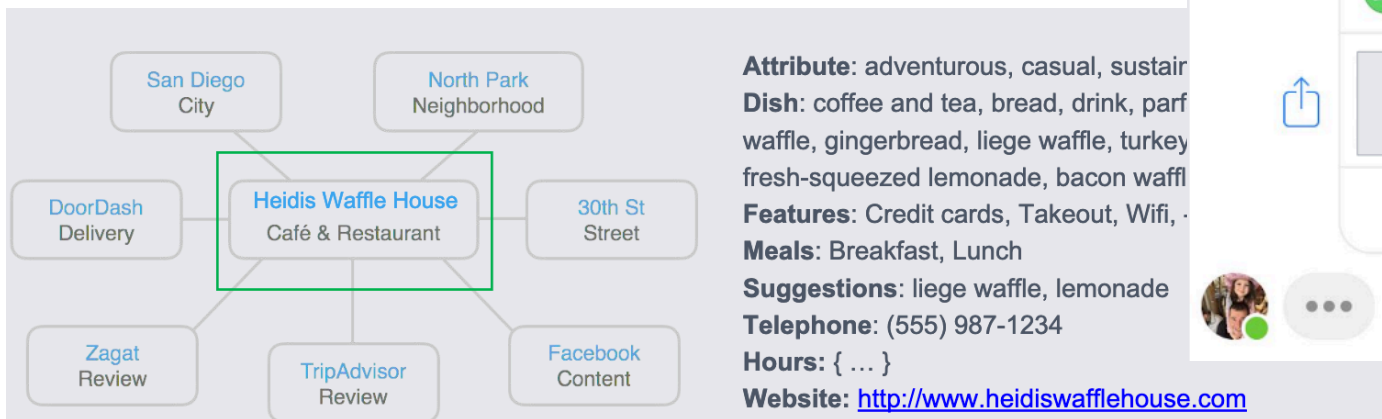 San Diego
City
North Park
Neighborhood
DoorDash
Delivery
Heidis Waffle House
Café & Restaurant
30th St
Street
Zagat
Review
TripAdvisor
Review
Facebook
Content
Attribute: adventurous, casual,
Dish: coffee and tea, bread, drink,
waffle, gingerbread, liege waffle, turkey
fresh-squeezed lemonade, bacon
Features: Credit cards, Takeout, Wifi,
Meals: Breakfast, Lunch
Suggestions: liege waffle, lemonade
Telephone: (555) 987-1234
Hours: { … }
Website: http://www.heidiswafflehouse.com